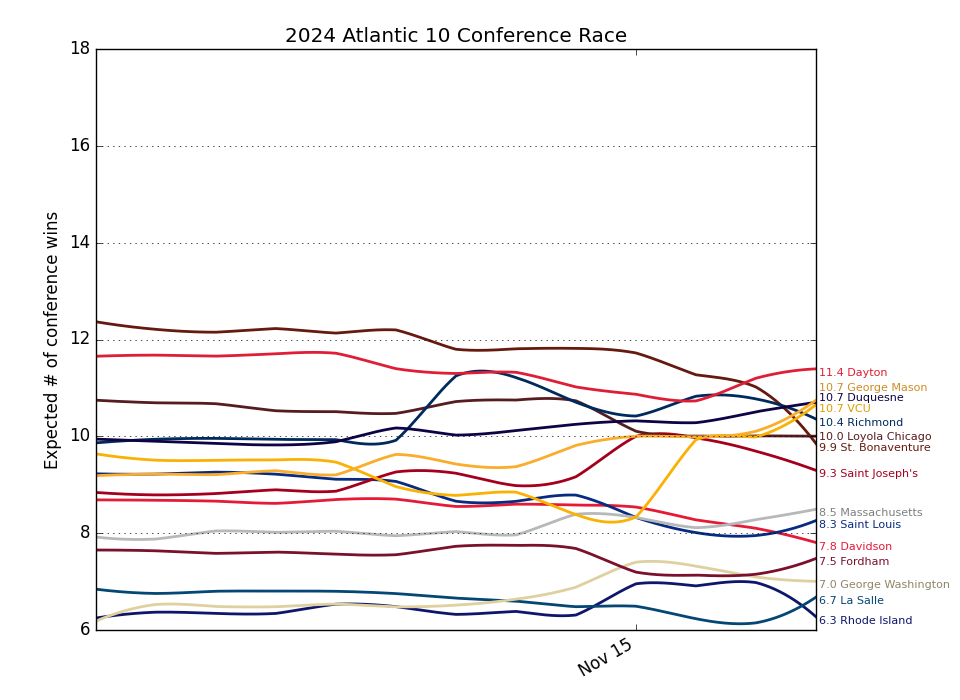 2024 Atlantic 10 Conference Race
Expected # of conference wins
18
16
14
12
10
8
6
Nov 15
11.4 Dayton
10.7 George Mason
10.7 Duquesne
10.7 VCU
10.4 Richmond
10.0 Loyola Chicago
9.9 St. Bonaventure
9.3 Saint Joseph's
8.5 Massachusetts
8.3 Saint Louis
7.8 Davidson
7.5 Fordham
7.0 George Washington
6.7 La Salle
6.3 Rhode Island